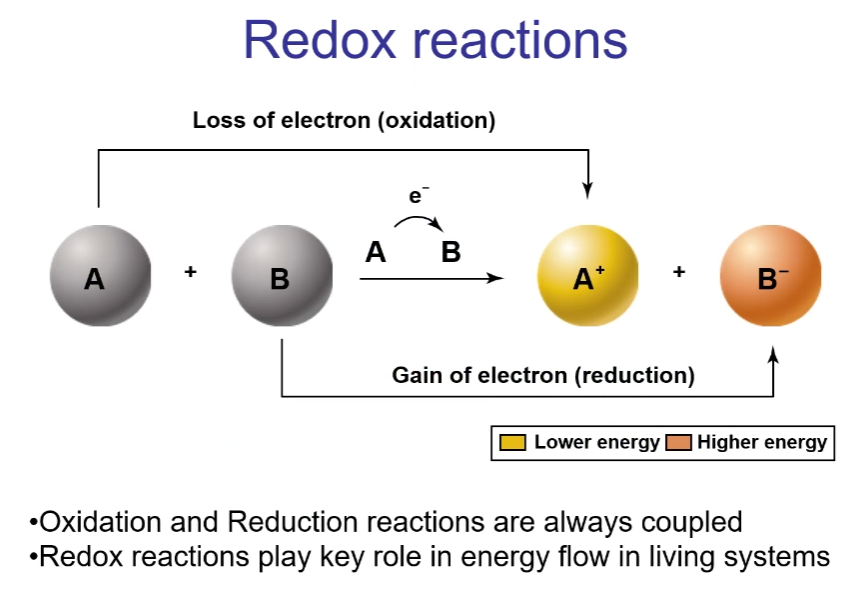 Redox reactions
Loss of electron (oxidation)
e⁻
A B
A + B A⁺ + B⁻
Gain of electron (reduction)
Lower energy Higher energy
•Oxidation and Reduction reactions are always coupled
•Redox reactions play key role in energy flow in living systems